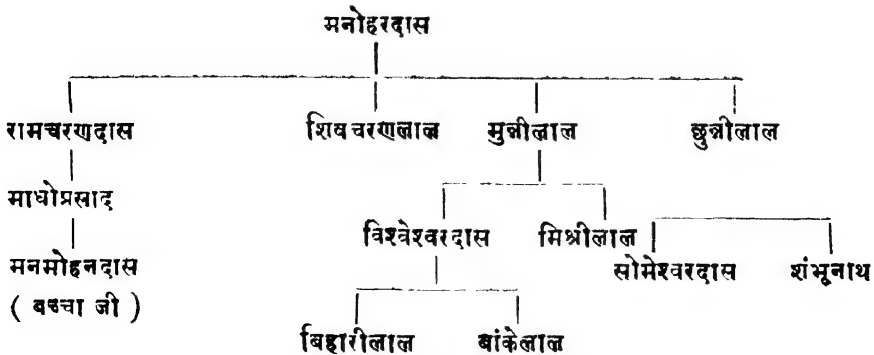 मनोहरदास
रामचरणदास शिवचरणलाल मुन्नीलाल छुन्नीलाल
माधोप्रसाद
विश्वेश्वरदास मिश्रीलाल
मनमोहनदास सोमेश्वरदास शंभूनाथ
( बच्चा जी )
बिहारीलाल बांकेलाल